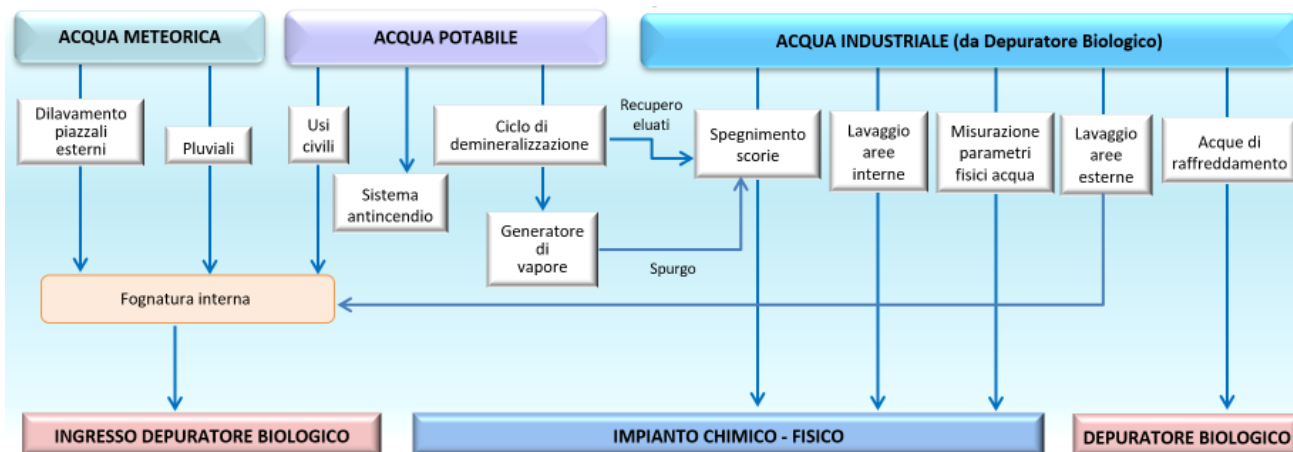 ACQUA METEORICA
ACQUA POTABILE
ACQUA INDUSTRIALE (da Depuratore Biologico)
Dilavamento
piazzali
esterni
Pluviali
Usi
civili
Sistema
antincendio
Ciclo di
demineralizzazione
Recupero
eluati
Generatore
di
vapore
Spurgo
Spegnimento
scorie
Lavaggio
aree
interne
Misurazione
parametri
fisici acqua
Lavaggio
aree
esterne
Acque di
raffreddamento
Fognatura interna
INGRESSO DEPURATORE BIOLOGICO
IMPIANTO CHIMICO - FISICO
DEPURATORE BIOLOGICO